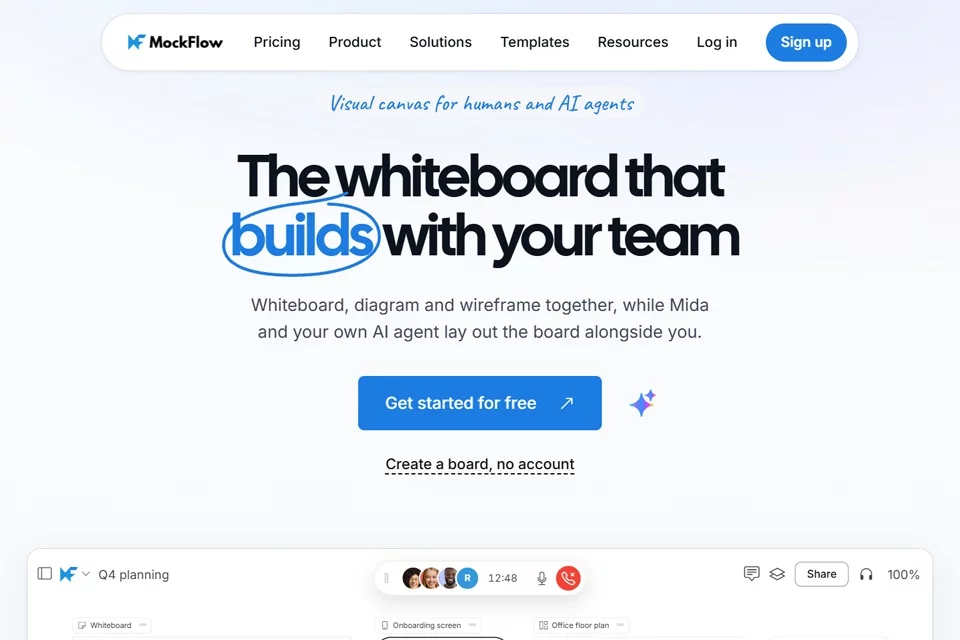 MockFlow Pricing Product Solutions Templates Resources Log in Sign up
Visual canvas for humans and AI agents
The whiteboard that
builds with your team
Whiteboard, diagram and wireframe together, while Mida
and your own AI agent lay out the board alongside you.
Get started for free
Create a board, no account
Q4 planning R 12:48 Share 100%
Whiteboard Onboarding screen Office floor plan